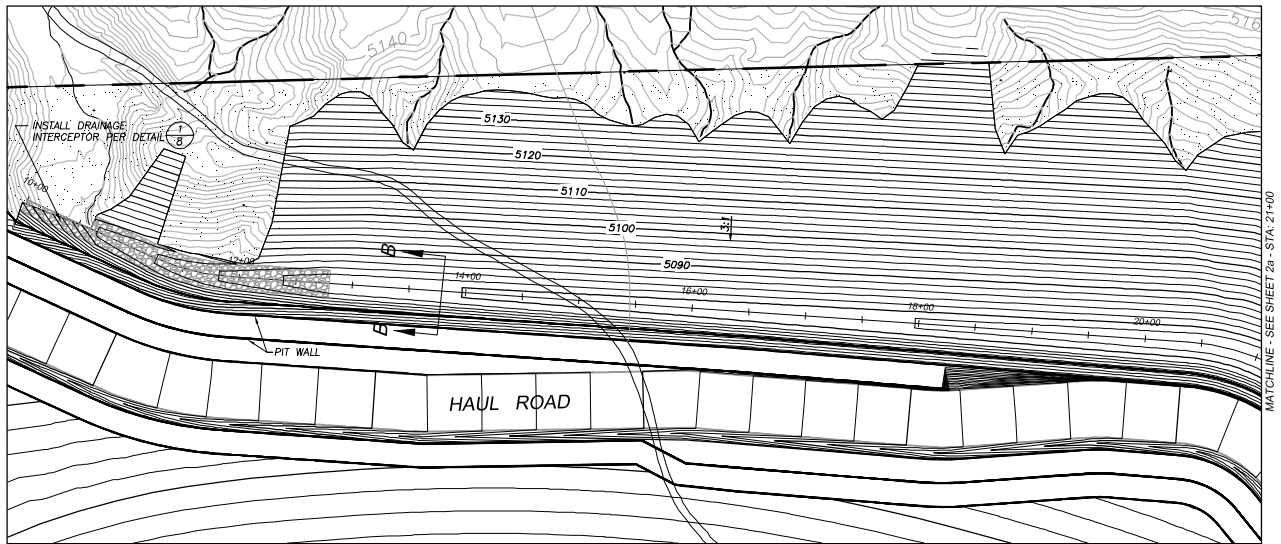 5140
516
INSTALL DRAINAGE
INTERCEPTOR PER DETAIL
1
8
5130
5120
5110
5100
5090
3:1
10+00
12+00
14+00
16+00
18+00
20+00
B
B
PIT WALL
HAUL ROAD
MATCHLINE - SEE SHEET 2a - STA: 21+00